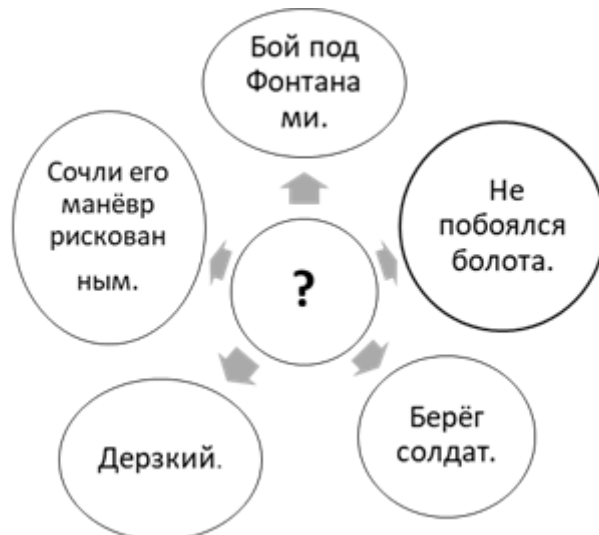 Бой под
Фонтана
ми.
Сочли его
манёвр
рискован
ным.
Не
побоялся
болота.
?
Дерзкий.
Берёг
солдат.